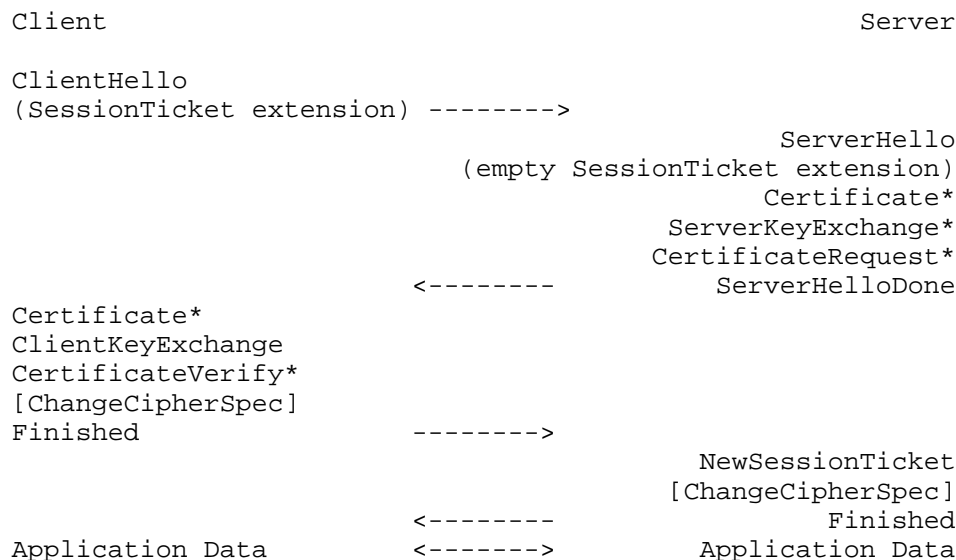 Client                                               Server

ClientHello
(SessionTicket extension) -------->
                                                ServerHello
                            (empty SessionTicket extension)
                                               Certificate*
                                         ServerKeyExchange*
                                        CertificateRequest*
                         <--------          ServerHelloDone
Certificate*
ClientKeyExchange
CertificateVerify*
[ChangeCipherSpec]
Finished                 -------->
                                           NewSessionTicket
                                         [ChangeCipherSpec]
                         <--------                 Finished
Application Data         <------->         Application Data